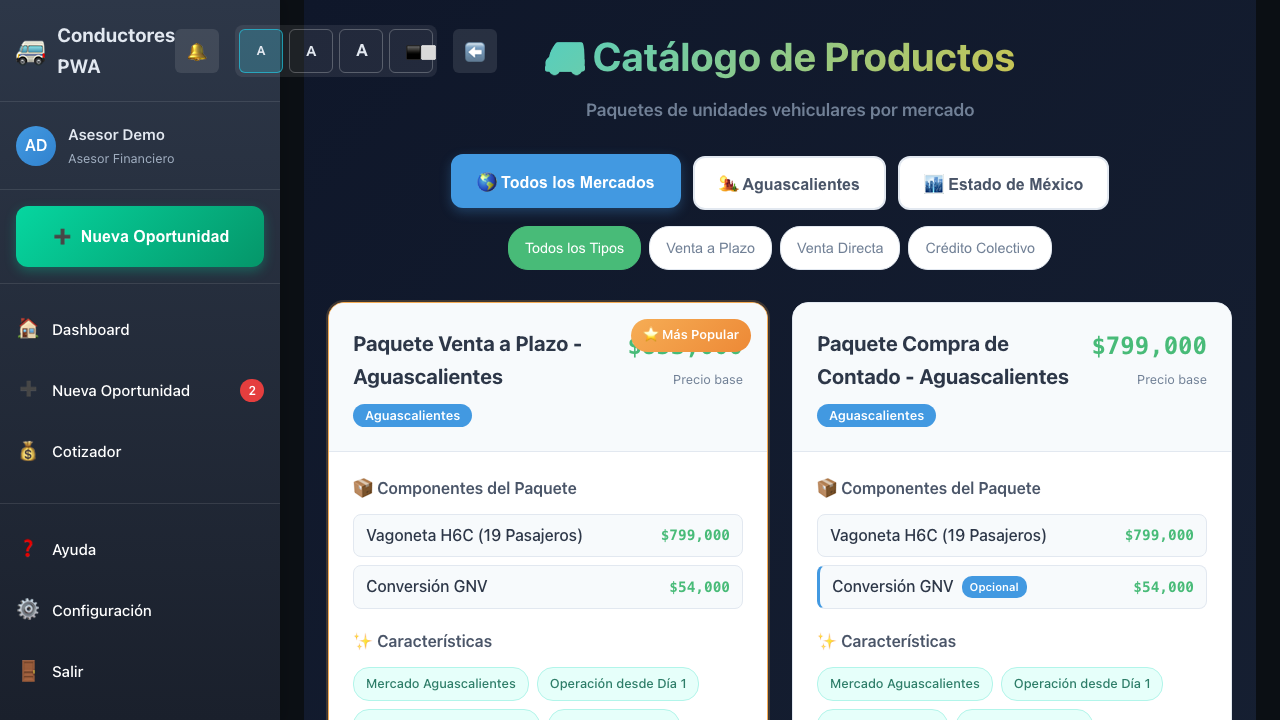 Conductores
PWA
A
A
A
AD
Asesor Demo
Asesor Financiero
➕ Nueva Oportunidad
Dashboard
Nueva Oportunidad
2
Cotizador
Ayuda
Configuración
Salir
Catálogo de Productos
Paquetes de unidades vehiculares por mercado
Todos los Mercados
Aguascalientes
Estado de México
Todos los Tipos
Venta a Plazo
Venta Directa
Crédito Colectivo
Más Popular
Paquete Venta a Plazo -
Aguascalientes
Precio base
Aguascalientes
Componentes del Paquete
Vagoneta H6C (19 Pasajeros)
$799,000
Conversión GNV
$54,000
Características
Mercado Aguascalientes
Operación desde Día 1
Paquete Compra de
Contado - Aguascalientes
$799,000
Precio base
Aguascalientes
Componentes del Paquete
Vagoneta H6C (19 Pasajeros)
$799,000
Conversión GNV
Opcional
$54,000
Características
Mercado Aguascalientes
Operación desde Día 1